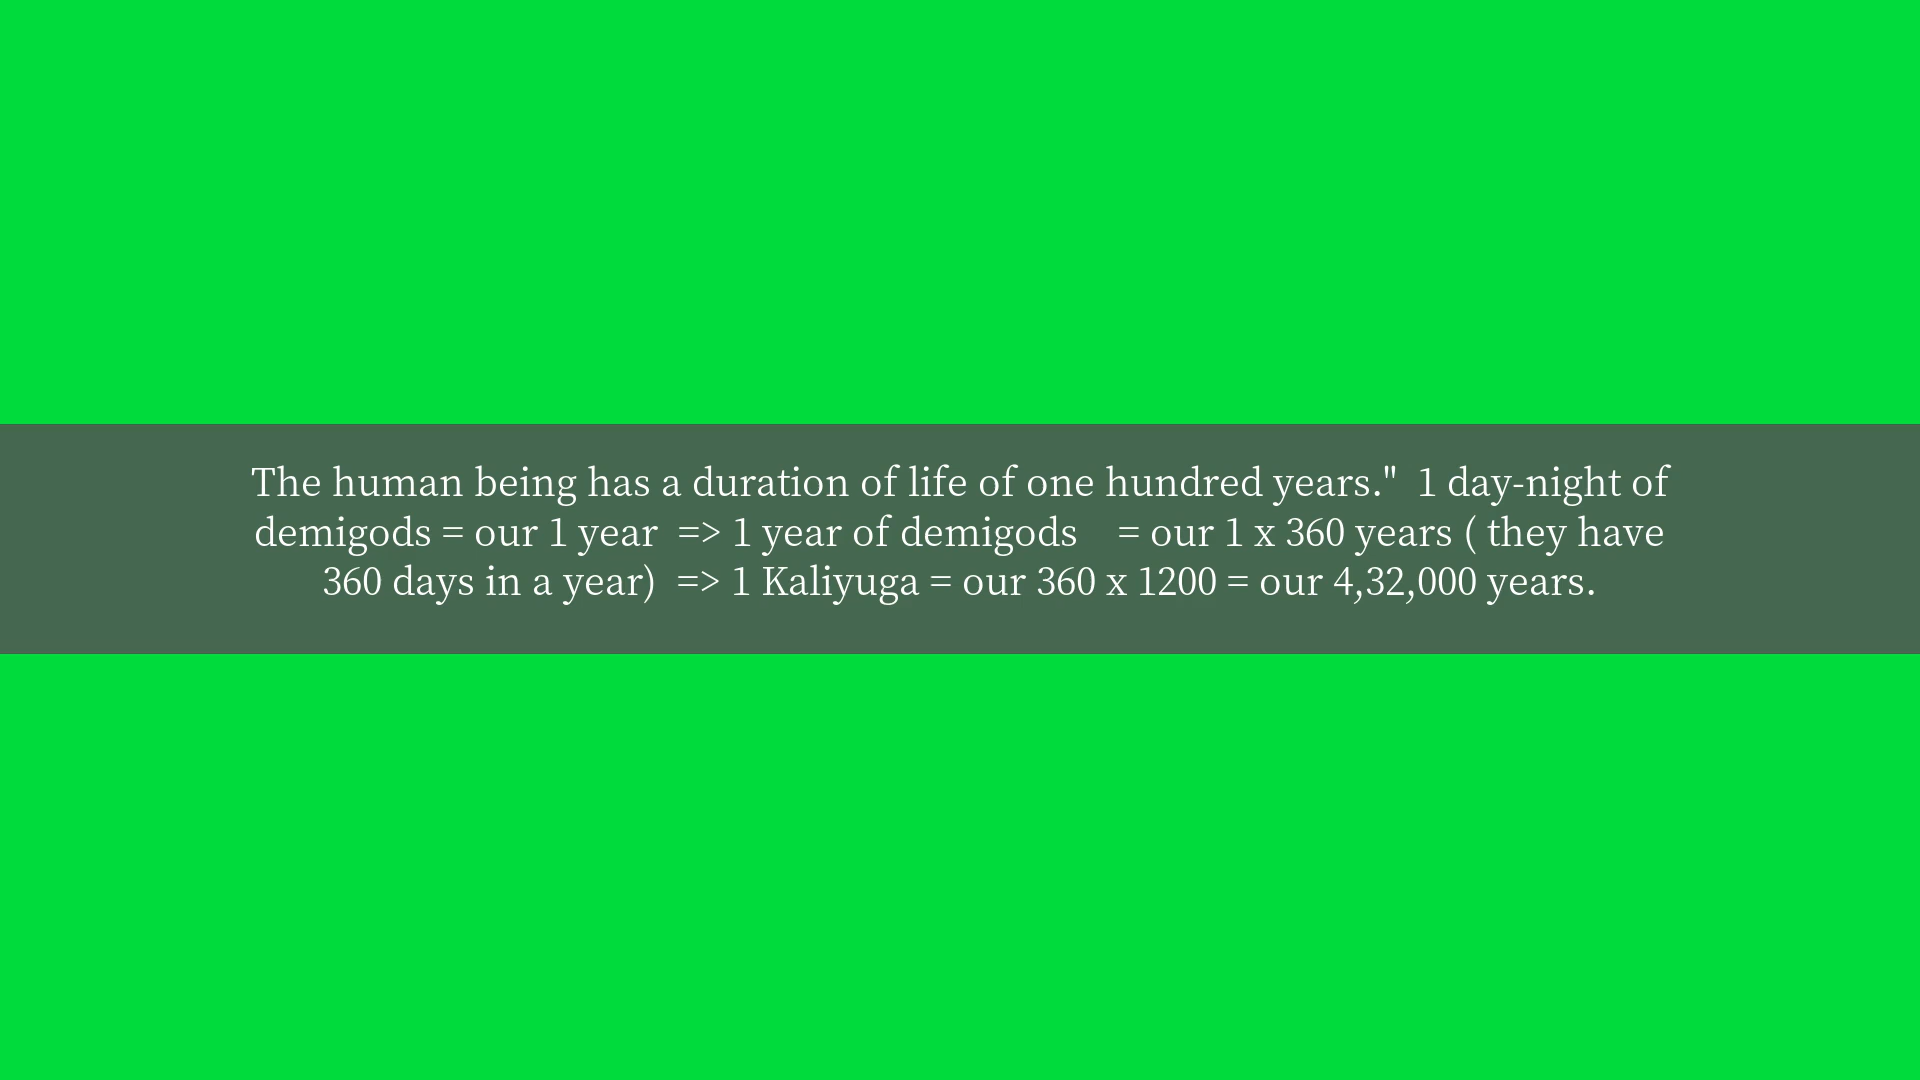 The human being has a duration of life of one hundred years."  1 day-night of
demigods = our 1 year  => 1 year of demigods    = our 1 x 360 years ( they have
360 days in a year)  => 1 Kaliyuga = our 360 x 1200 = our 4,32,000 years.